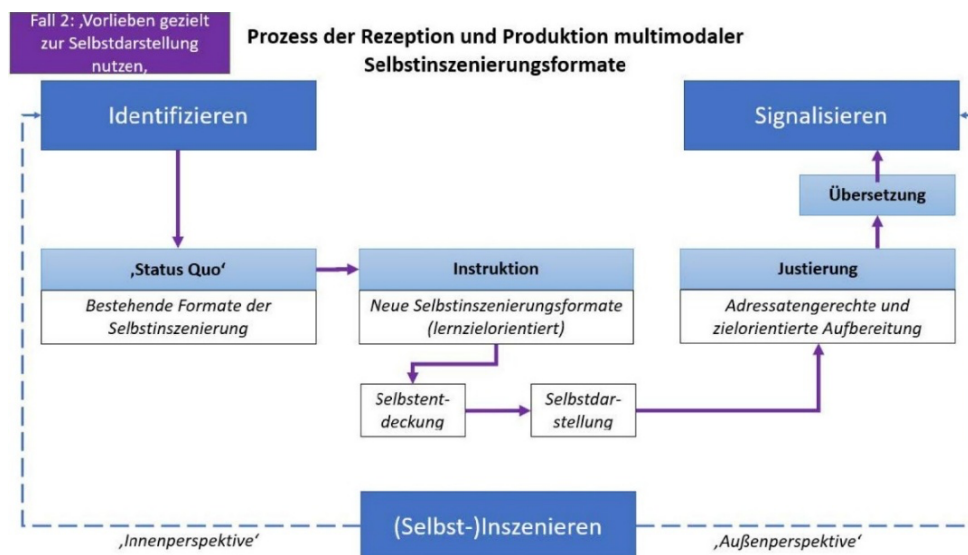 Fall 2: ‚Vorlieben gezielt
zur Selbstdarstellung
nutzen,
Prozess der Rezeption und Produktion multimodaler
Selbstinszenierungsformate
Identifizieren
Signalisieren
Übersetzung
‚Status Quo‘
Bestehende Formate der
Selbstinszenierung
Instruktion
Neue Selbstinszenierungsformate
(lernzielorientiert)
Justierung
Adressatengerechte und
zielorientierte Aufbereitung
Selbstent-
deckung
Selbstdar-
stellung
(Selbst-)Inszenieren
‚Innenperspektive‘
‚Außenperspektive‘